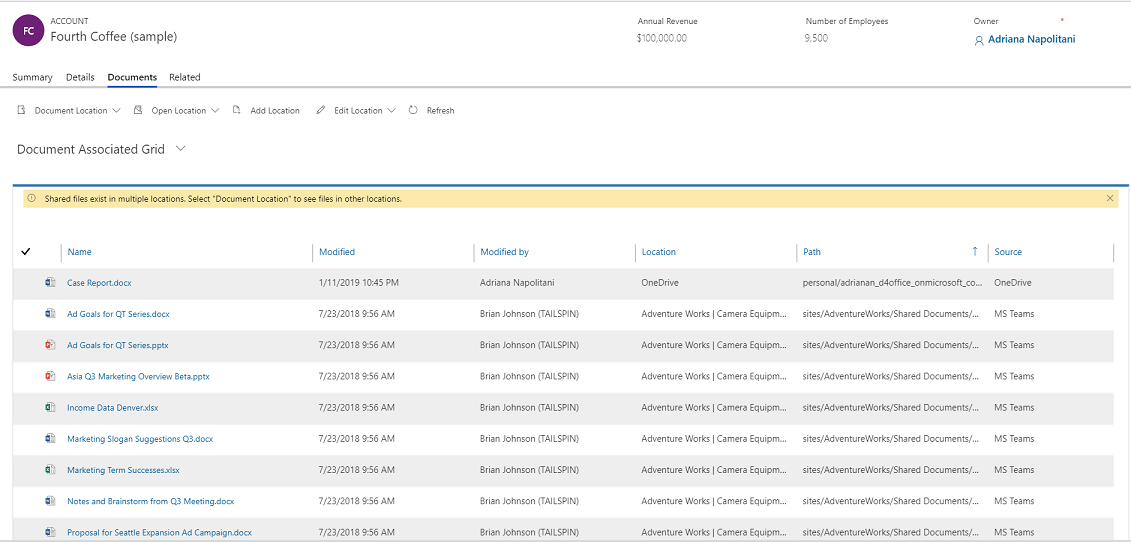 FC
ACCOUNT
Fourth Coffee (sample)
Annual Revenue
$100,000.00
Number of Employees
9,500
Owner *
Adriana Napolitani
Summary Details Documents Related
Document Location Open Location Add Location Edit Location Refresh
Document Associated Grid
Shared files exist in multiple locations. Select "Document Location" to see files in other locations.
Name Modified Modified by Location Path ↑ Source
Case Report.docx 1/11/2019 10:45 PM Adriana Napolitani OneDrive personal/adrianan_d4office_onmicrosoft_co... OneDrive
Ad Goals for QT Series.docx 7/23/2018 9:56 AM Brian Johnson (TAILSPIN) Adventure Works | Camera Equipm... sites/AdventureWorks/Shared Documents/... MS Teams
Ad Goals for QT Series.pptx 7/23/2018 9:56 AM Brian Johnson (TAILSPIN) Adventure Works | Camera Equipm... sites/AdventureWorks/Shared Documents/... MS Teams
Asia Q3 Marketing Overview Beta.pptx 7/23/2018 9:56 AM Brian Johnson (TAILSPIN) Adventure Works | Camera Equipm... sites/AdventureWorks/Shared Documents/... MS Teams
Income Data Denver.xlsx 7/23/2018 9:56 AM Brian Johnson (TAILSPIN) Adventure Works | Camera Equipm... sites/AdventureWorks/Shared Documents/... MS Teams
Marketing Slogan Suggestions Q3.docx 7/23/2018 9:56 AM Brian Johnson (TAILSPIN) Adventure Works | Camera Equipm... sites/AdventureWorks/Shared Documents/... MS Teams
Marketing Term Successes.xlsx 7/23/2018 9:56 AM Brian Johnson (TAILSPIN) Adventure Works | Camera Equipm... sites/AdventureWorks/Shared Documents/... MS Teams
Notes and Brainstorm from Q3 Meeting.docx 7/23/2018 9:56 AM Brian Johnson (TAILSPIN) Adventure Works | Camera Equipm... sites/AdventureWorks/Shared Documents/... MS Teams
Proposal for Seattle Expansion Ad Campaign.docx 7/23/2018 9:56 AM Brian Johnson (TAILSPIN) Adventure Works | Camera Equipm... sites/AdventureWorks/Shared Documents/... MS Teams